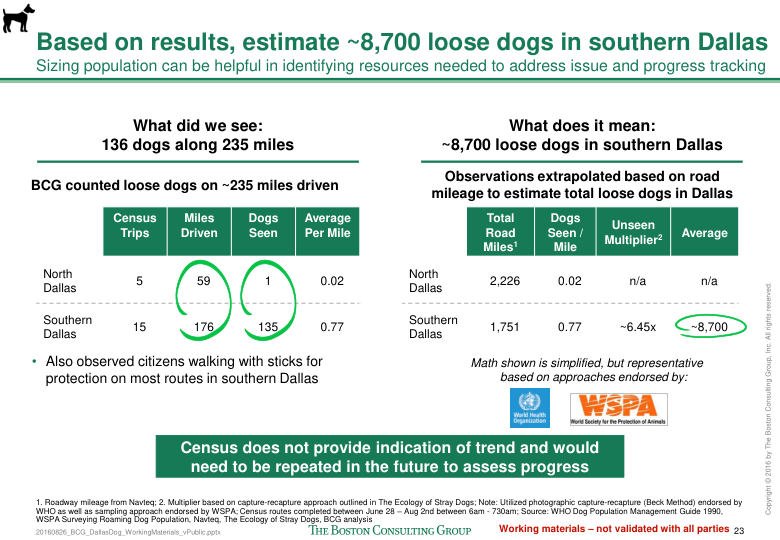 Based on results, estimate ~8,700 loose dogs in southern Dallas
Sizing population can be helpful in identifying resources needed to address issue and progress tracking
What did we see:
136 dogs along 235 miles
BCG counted loose dogs on ~235 miles driven
Census Trips | Miles Driven | Dogs Seen | Average Per Mile
North Dallas | 5 | 59 | 1 | 0.02
Southern Dallas | 15 | 176 | 135 | 0.77
• Also observed citizens walking with sticks for
protection on most routes in southern Dallas
What does it mean:
~8,700 loose dogs in southern Dallas
Observations extrapolated based on road
mileage to estimate total loose dogs in Dallas
Total Road Miles1 | Dogs Seen / Mile | Unseen Multiplier2 | Average
North Dallas | 2,226 | 0.02 | n/a | n/a
Southern Dallas | 1,751 | 0.77 | ~6.45x | ~8,700
Math shown is simplified, but representative
based on approaches endorsed by:
World Health
Organization
WSPA
World Society for the Protection of Animals
Census does not provide indication of trend and would
need to be repeated in the future to assess progress
1. Roadway mileage from Navteq; 2. Multiplier based on capture-recapture approach outlined in The Ecology of Stray Dogs; Note: Utilized photographic capture-recapture (Beck Method) endorsed by
WHO as well as sampling approach endorsed by WSPA; Census routes completed between June 28 – Aug 2nd between 6am - 730am; Source: WHO Dog Population Management Guide 1990,
WSPA Surveying Roaming Dog Population, Navteq, The Ecology of Stray Dogs, BCG analysis
20160826_BCG_DallasDog_WorkingMaterials_vPublic.pptx
THE BOSTON CONSULTING GROUP
Working materials – not validated with all parties
23
Copyright © 2016 by The Boston Consulting Group, Inc. All rights reserved.